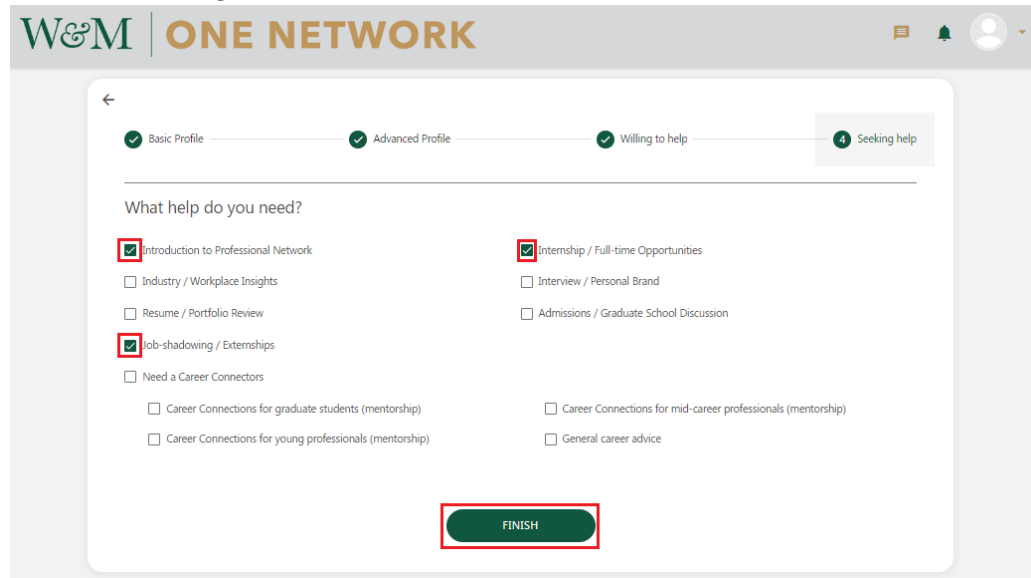 W&M ONE NETWORK
Basic Profile Advanced Profile Willing to help 4 Seeking help
What help do you need?
Introduction to Professional Network Internship / Full-time Opportunities
Industry / Workplace Insights Interview / Personal Brand
Resume / Portfolio Review Admissions / Graduate School Discussion
Job-shadowing / Externships
Need a Career Connectors
Career Connections for graduate students (mentorship) Career Connections for mid-career professionals (mentorship)
Career Connections for young professionals (mentorship) General career advice
FINISH